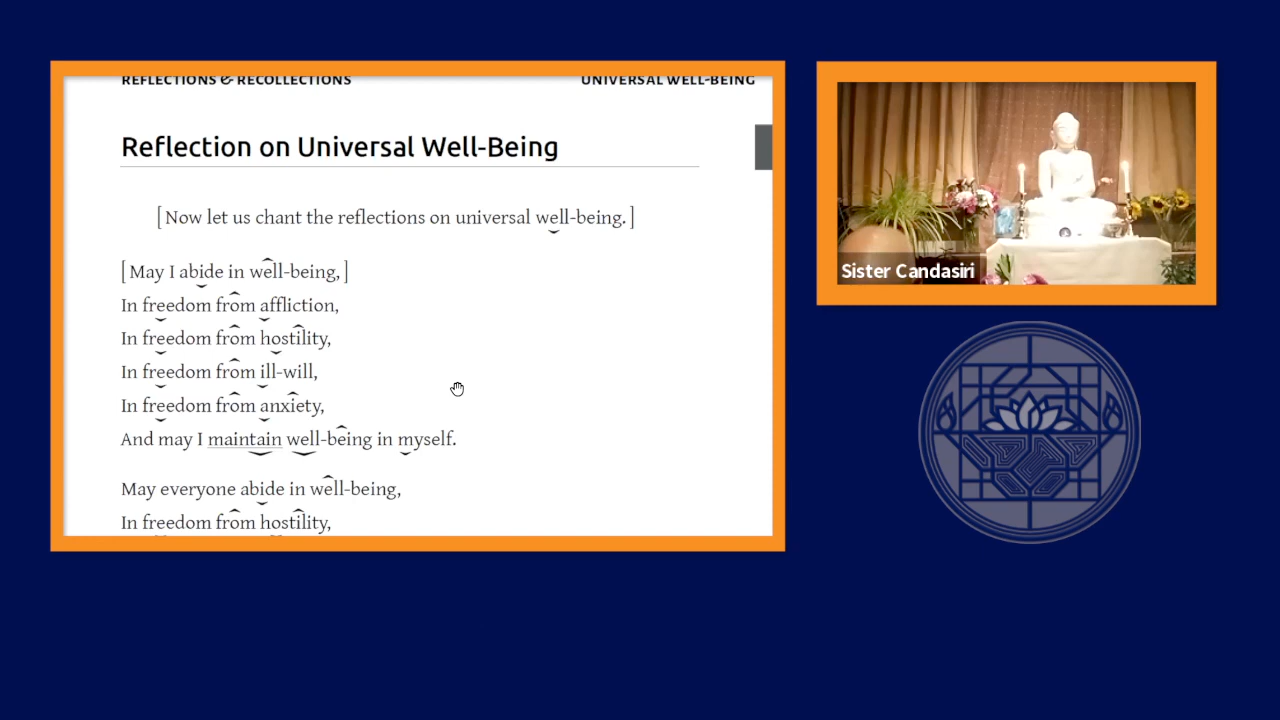 REFLECTIONS & RECOLLECTIONS UNIVERSAL WELL-BEING
Reflection on Universal Well-Being
[Now let us chant the reflections on universal well-being.]
[May I abide in well-being,]
In freedom from affliction,
In freedom from hostility,
In freedom from ill-will,
In freedom from anxiety,
And may I maintain well-being in myself.
May everyone abide in well-being,
In freedom from hostility,
Sister Candasiri